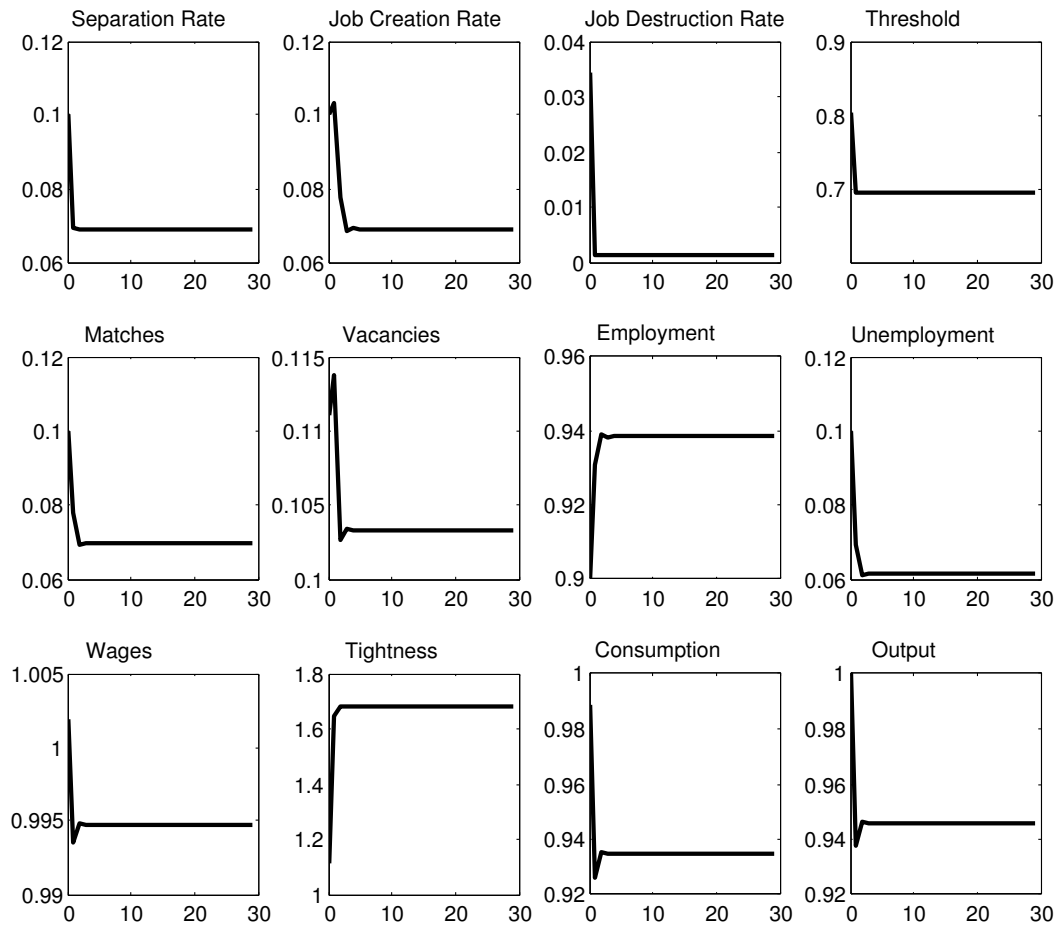 Separation Rate
0.12
0.1
0.08
0.06
0 10 20 30
Job Creation Rate
0.12
0.1
0.08
0.06
0 10 20 30
Job Destruction Rate
0.04
0.03
0.02
0.01
0
0 10 20 30
Threshold
0.9
0.8
0.7
0 10 20 30
Matches
0.12
0.1
0.08
0.06
0 10 20 30
Vacancies
0.115
0.11
0.105
0.1
0 10 20 30
Employment
0.96
0.94
0.92
0.9
0 10 20 30
Unemployment
0.12
0.1
0.08
0.06
0 10 20 30
Wages
1.005
1
0.995
0.99
0 10 20 30
Tightness
1.8
1.6
1.4
1.2
1
0 10 20 30
Consumption
1
0.98
0.96
0.94
0.92
0 10 20 30
Output
1
0.98
0.96
0.94
0.92
0 10 20 30